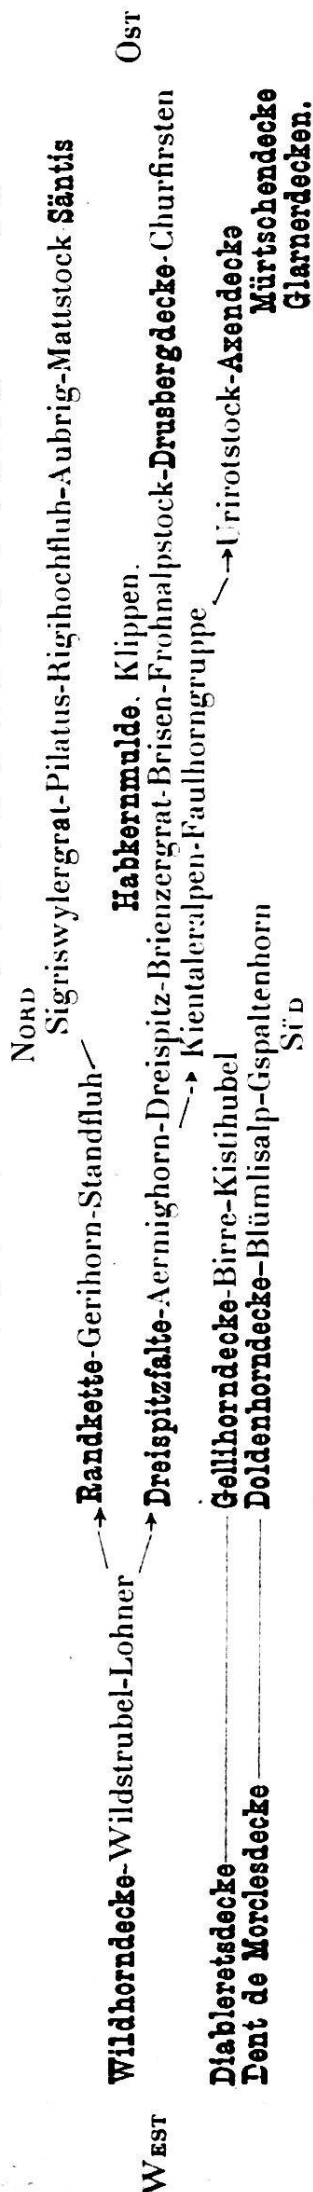 NORD
Sigriswylergrat-Pilatus-Rigihochfluh-Aubrig-Mattstock-Säntis
Randkette-Gerihorn-Standfluh
Wildhorndecke-Wildstrubel-Lohner
Habkernmulde. Klippen.
WEST
OST
Dreispitzfalte-Aermighorn-Dreispitz-Brienzergrat-Brisen-Frohnalpstock-Drusbergdecke-Churfirsten
Kientaleralpen-Faulhorngruppe
Diableretsdecke
Gellihorndecke-Birre-Kistihubel
Urirotstock-Axendecke
Dent de Morclesdecke
Doldenhorndecke-Blümlisalp-Gspaltenhorn
Mürtschendecke
SÜD
Glarnerdecken.